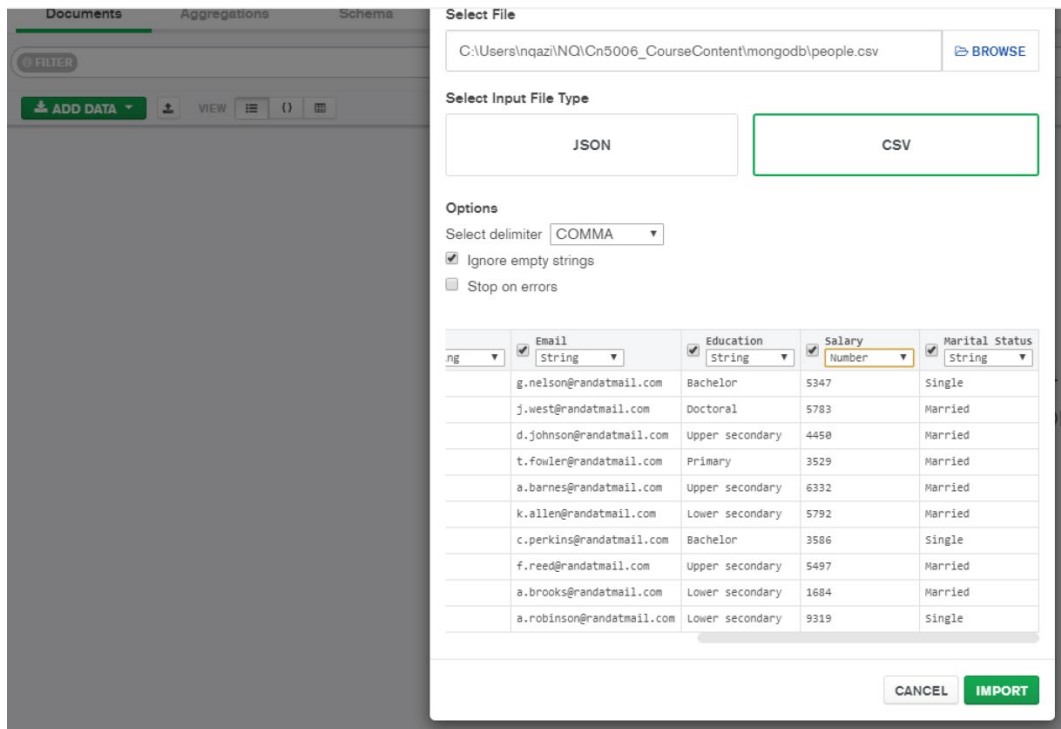 Documents Aggregations Schema
FILTER
ADD DATA VIEW {}
Select File
C:\Users\nqazi\NQ\Cn5006_CourseContent\mongodb\people.csv BROWSE
Select Input File Type
JSON CSV
Options
Select delimiter COMMA
Ignore empty strings
Stop on errors
Email Education Salary Marital Status
ng String String Number String
g.nelson@randatmail.com Bachelor 5347 Single
j.west@randatmail.com Doctoral 5783 Married
d.johnson@randatmail.com Upper secondary 4450 Married
t.fowler@randatmail.com Primary 3529 Married
a.barnes@randatmail.com Upper secondary 6332 Married
k.allen@randatmail.com Lower secondary 5792 Married
c.perkins@randatmail.com Bachelor 3586 Single
f.reed@randatmail.com Upper secondary 5497 Married
a.brooks@randatmail.com Lower secondary 1684 Married
a.robinson@randatmail.com Lower secondary 9319 Single
CANCEL IMPORT